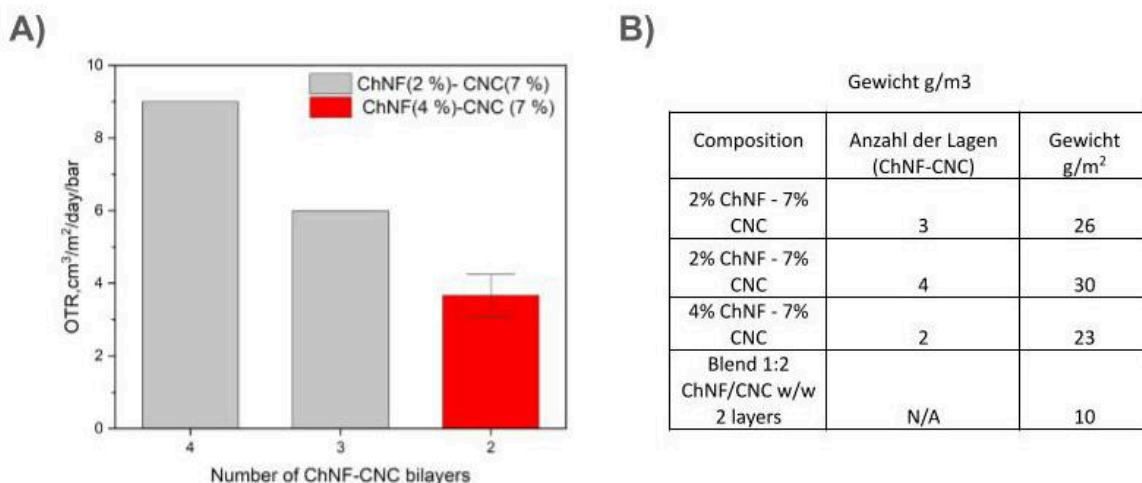 A)
B)
10
8
6
4
2
0
OTR,cm³/m²/day/bar
ChNF(2 %)- CNC(7 %)
ChNF(4 %)-CNC (7 %)
4
3
2
Number of ChNF-CNC bilayers
Gewicht g/m3
Composition
Anzahl der Lagen
(ChNF-CNC)
Gewicht
g/m²
2% ChNF - 7%
CNC
3
26
2% ChNF - 7%
CNC
4
30
4% ChNF - 7%
CNC
2
23
Blend 1:2
ChNF/CNC w/w
2 layers
N/A
10